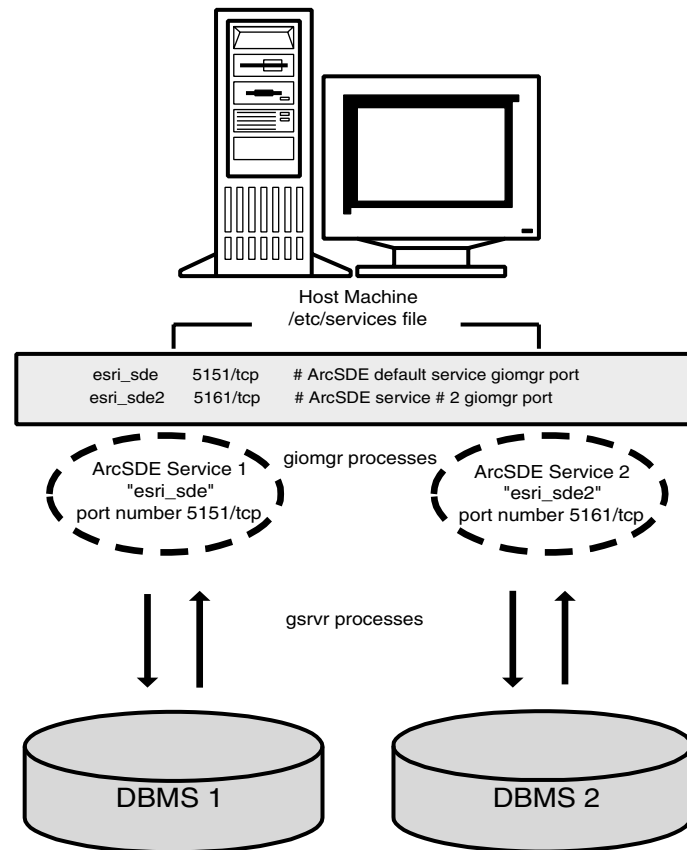 Host Machine
/etc/services file
esri_sde 5151/tcp # ArcSDE default service giomgr port
esri_sde2 5161/tcp # ArcSDE service # 2 giomgr port
giomgr processes
ArcSDE Service 1
"esri_sde"
port number 5151/tcp
ArcSDE Service 2
"esri_sde2"
port number 5161/tcp
gsrvr processes
DBMS 1
DBMS 2